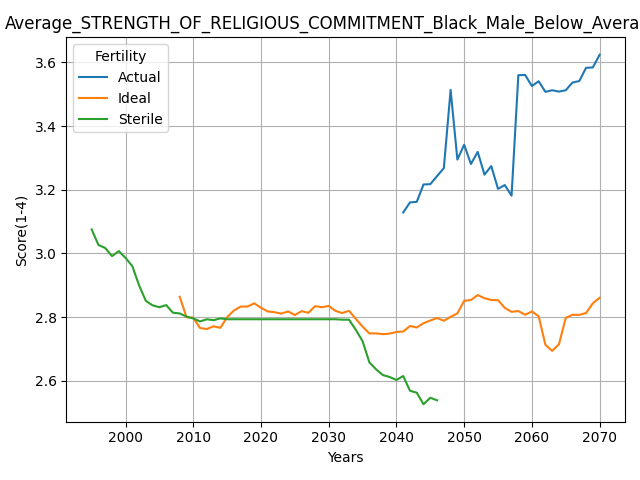 Average_STRENGTH_OF_RELIGIOUS_COMMITMENT_Black_Male_Below_Avera
Fertility
Actual
Ideal
Sterile
Score(1-4)
3.6
3.4
3.2
3.0
2.8
2.6
2000 2010 2020 2030 2040 2050 2060 2070
Years